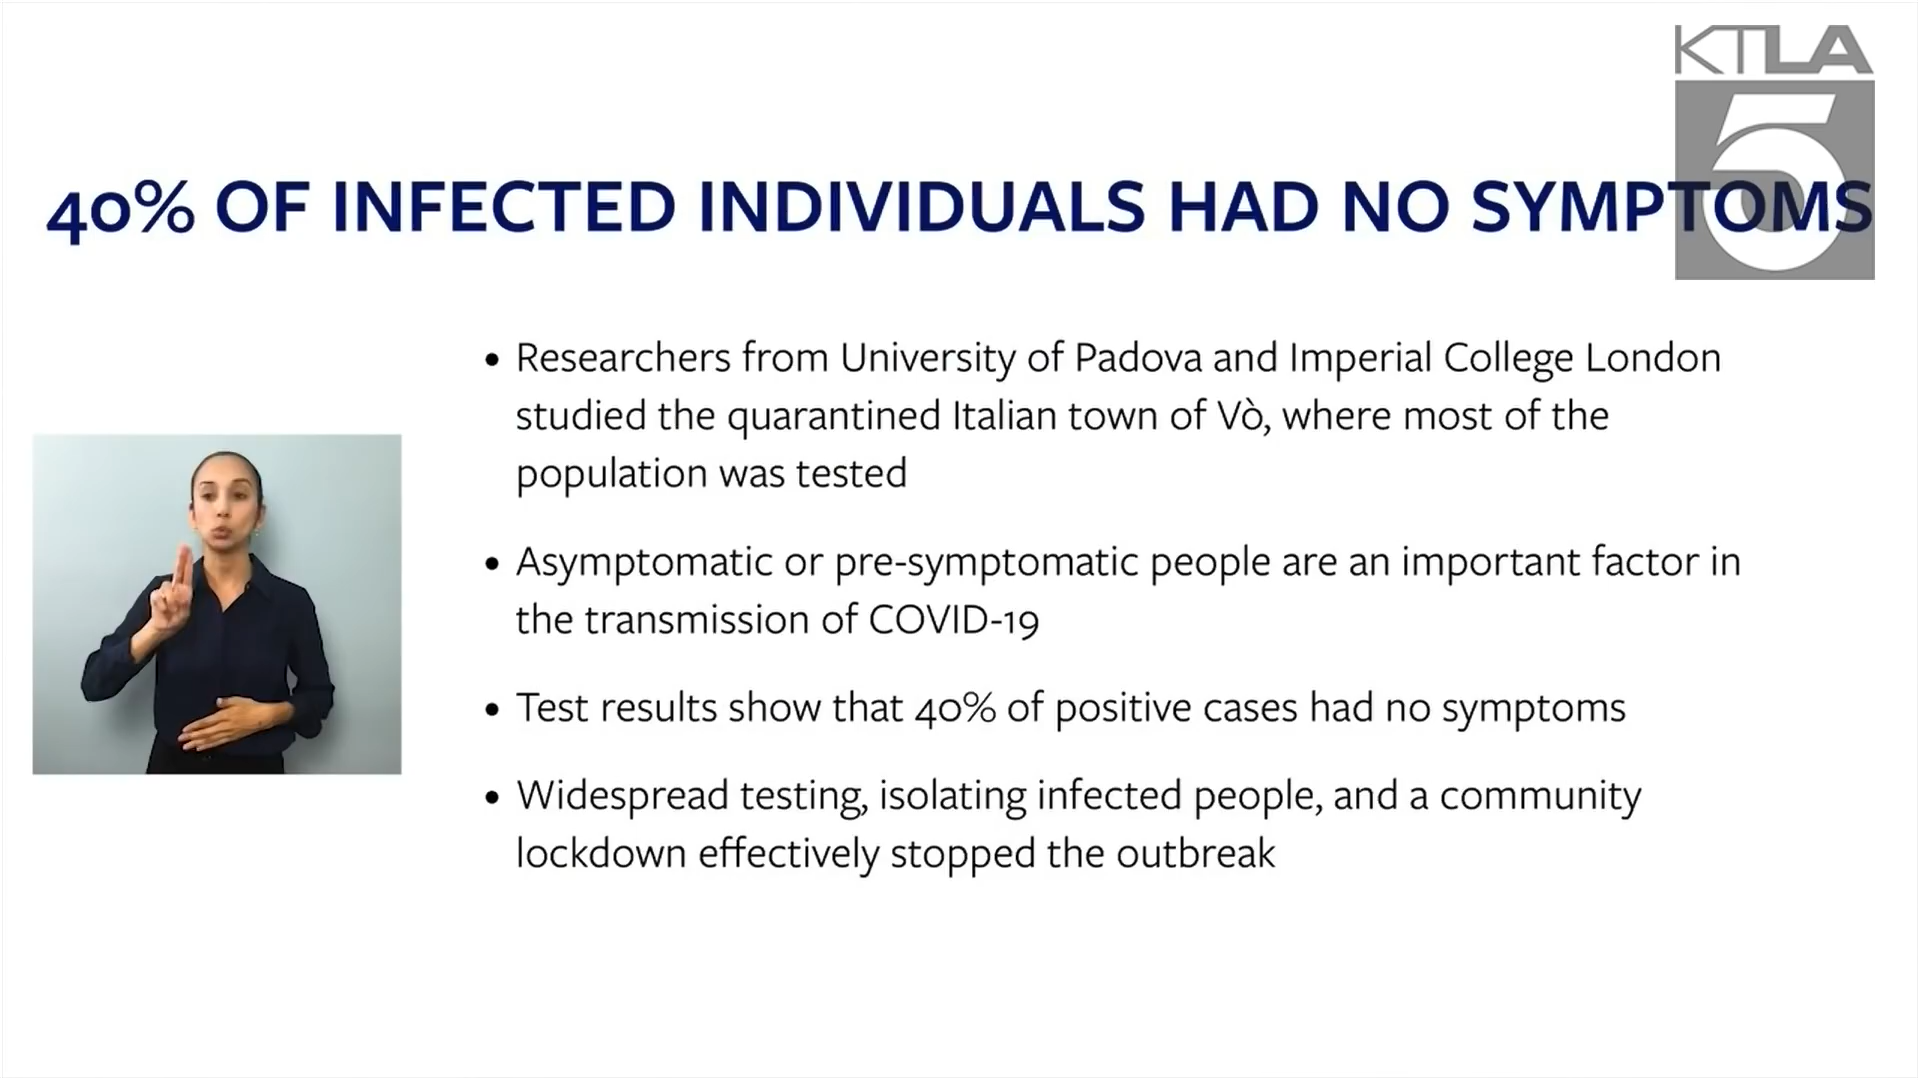 KTLA
5
40% OF INFECTED INDIVIDUALS HAD NO SYMPTOMS
• Researchers from University of Padova and Imperial College London
studied the quarantined Italian town of Vò, where most of the
population was tested
• Asymptomatic or pre-symptomatic people are an important factor in
the transmission of COVID-19
• Test results show that 40% of positive cases had no symptoms
• Widespread testing, isolating infected people, and a community
lockdown effectively stopped the outbreak